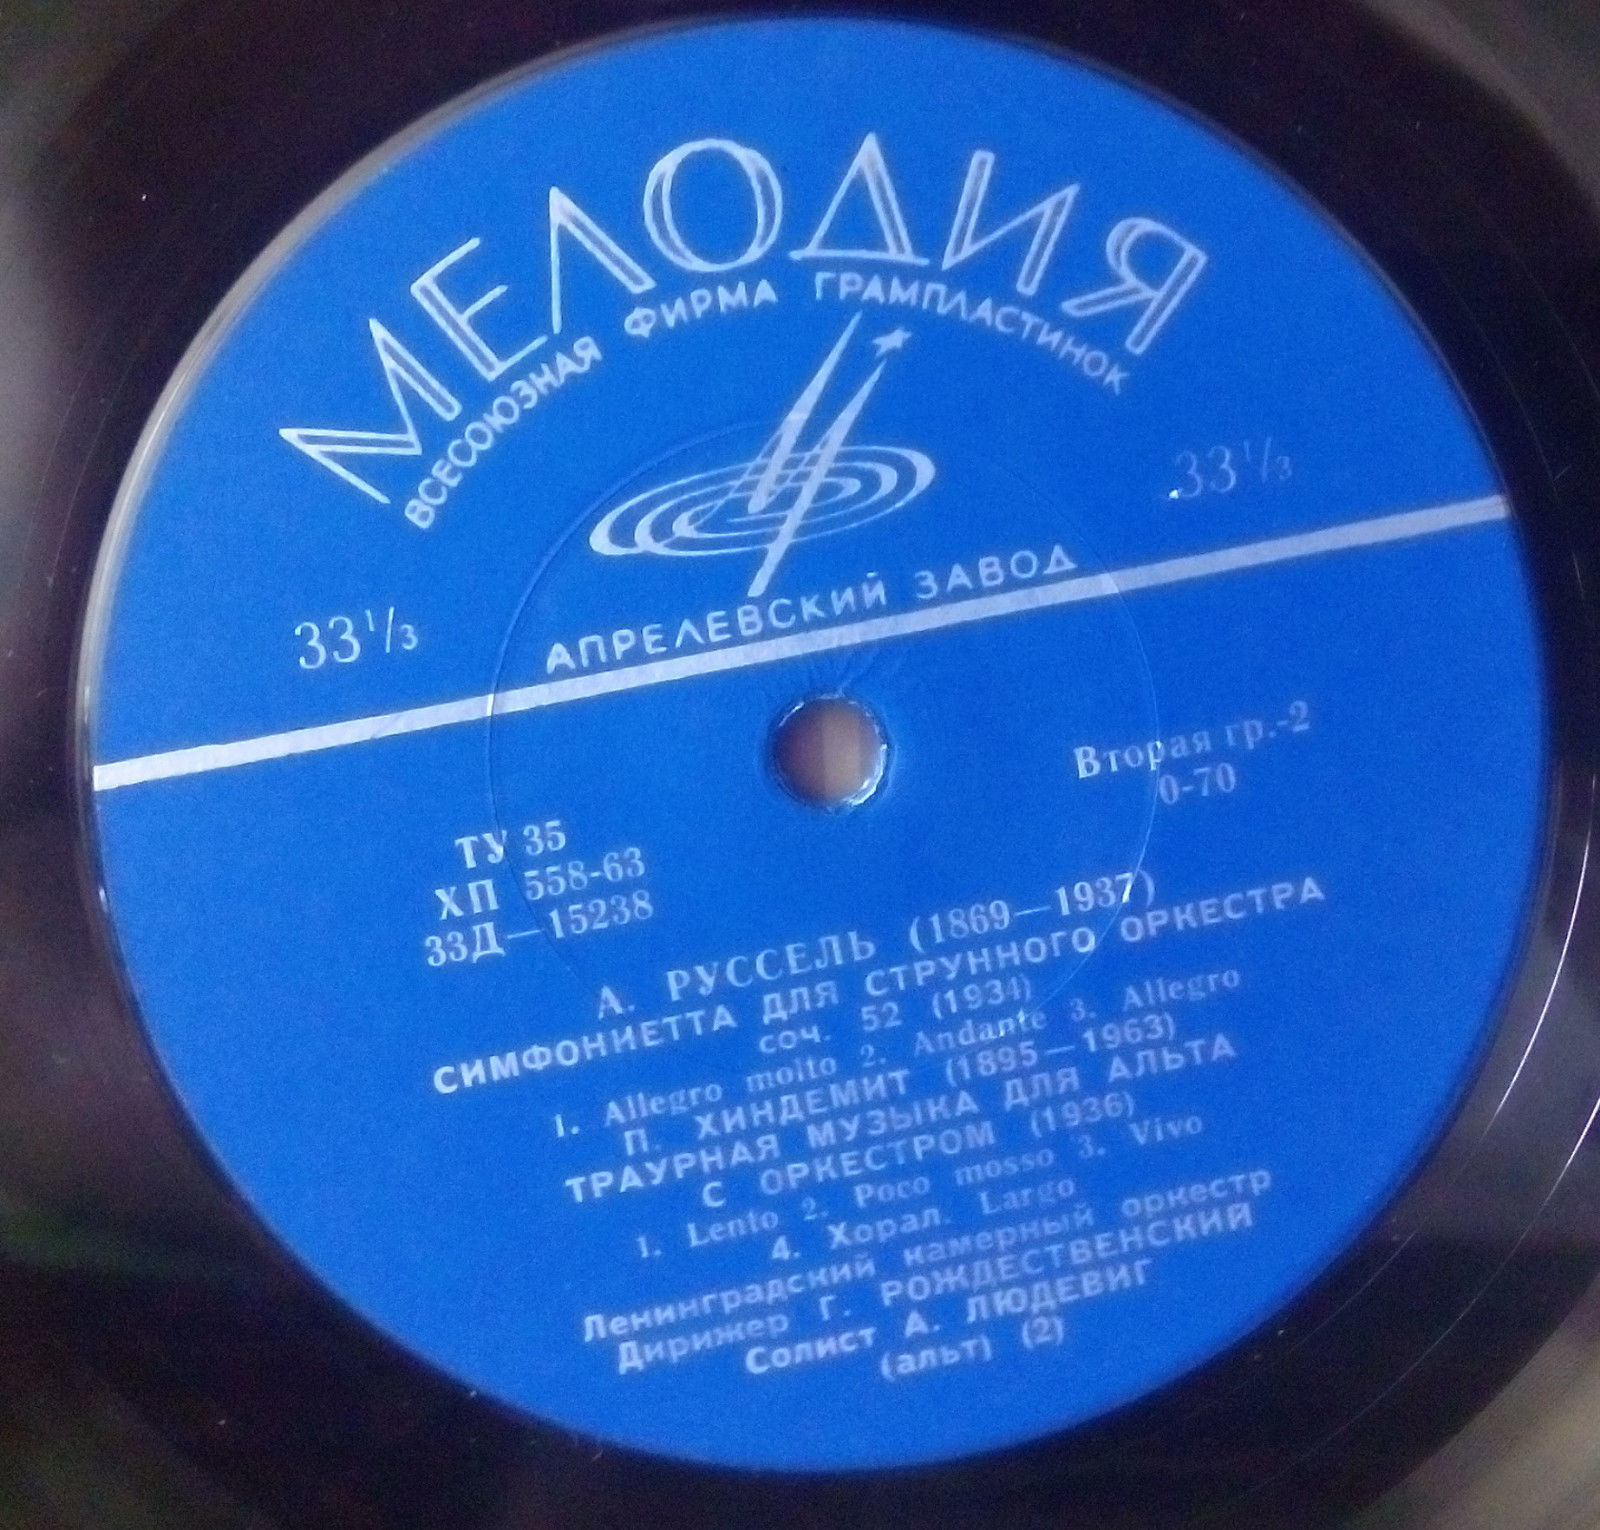 МЕЛОДИЯ
ВСЕСОЮЗНАЯ ФИРМА ГРАМПЛАСТИНОК
33⅓
33⅓
АПРЕЛЕВСКИЙ ЗАВОД
Вторая гр.-2
0-70
ТУ 35
ХП 558-63
33Д—15238
А. РУССЕЛЬ (1869—1937)
СИМФОНИЕТТА ДЛЯ СТРУННОГО ОРКЕСТРА
соч. 52 (1934)
1. Allegro molto 2. Andante 3. Allegro
П. ХИНДЕМИТ (1895—1963)
ТРАУРНАЯ МУЗЫКА ДЛЯ АЛЬТА
С ОРКЕСТРОМ (1936)
1. Lento 2. Poco mosso 3. Vivo
4. Хорал. Largo
Ленинградский камерный оркестр
Дирижер Г. РОЖДЕСТВЕНСКИЙ
Солист А. ЛЮДЕВИГ
(альт) (2)